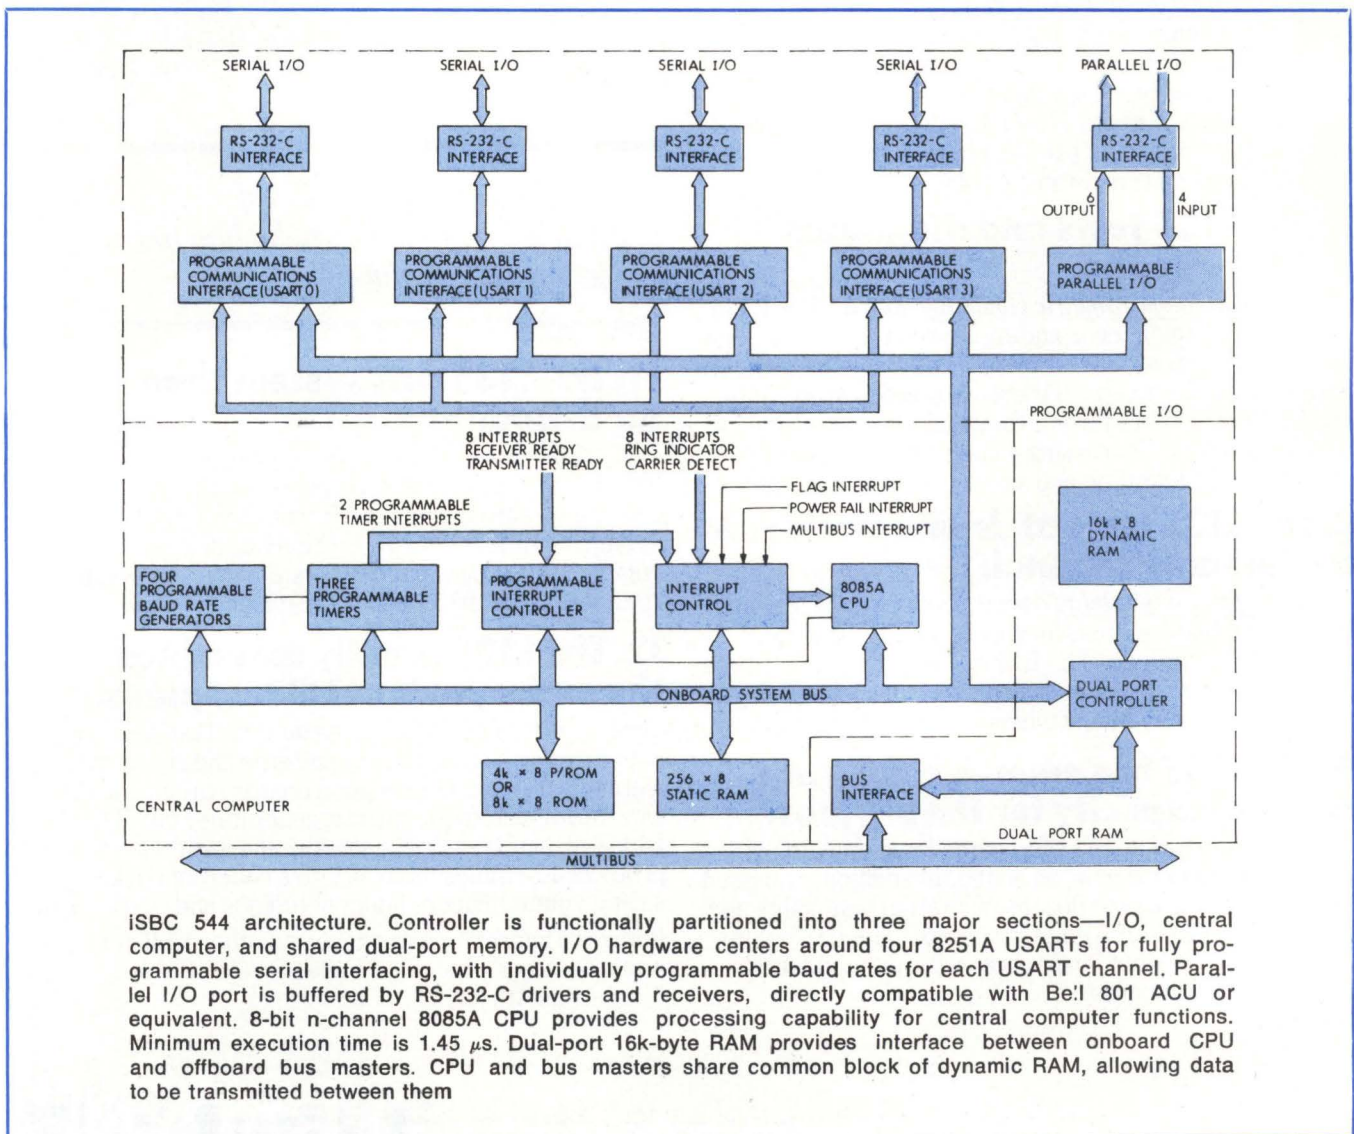 SERIAL I/O
SERIAL I/O
SERIAL I/O
SERIAL I/O
PARALLEL I/O
RS-232-C
INTERFACE
RS-232-C
INTERFACE
RS-232-C
INTERFACE
RS-232-C
INTERFACE
RS-232-C
INTERFACE
6
OUTPUT
4
INPUT
PROGRAMMABLE
COMMUNICATIONS
INTERFACE(USART 0)
PROGRAMMABLE
COMMUNICATIONS
INTERFACE(USART 1)
PROGRAMMABLE
COMMUNICATIONS
INTERFACE(USART 2)
PROGRAMMABLE
COMMUNICATIONS
INTERFACE(USART 3)
PROGRAMMABLE
PARALLEL I/O
PROGRAMMABLE I/O
8 INTERRUPTS
RECEIVER READY
TRANSMITTER READY
8 INTERRUPTS
RING INDICATOR
CARRIER DETECT
FLAG INTERRUPT
POWER FAIL INTERRUPT
MULTIBUS INTERRUPT
2 PROGRAMMABLE
TIMER INTERRUPTS
16k × 8
DYNAMIC
RAM
FOUR
PROGRAMMABLE
BAUD RATE
GENERATORS
THREE
PROGRAMMABLE
TIMERS
PROGRAMMABLE
INTERRUPT
CONTROLLER
INTERRUPT
CONTROL
8085A
CPU
ONBOARD SYSTEM BUS
DUAL PORT
CONTROLLER
4k × 8 P/ROM
OR
8k × 8 ROM
256 × 8
STATIC RAM
BUS
INTERFACE
CENTRAL COMPUTER
DUAL PORT RAM
MULTIBUS
iSBC 544 architecture. Controller is functionally partitioned into three major sections—I/O, central
computer, and shared dual-port memory. I/O hardware centers around four 8251A USARTs for fully pro-
grammable serial interfacing, with individually programmable baud rates for each USART channel. Paral-
lel I/O port is buffered by RS-232-C drivers and receivers, directly compatible with Bell 801 ACU or
equivalent. 8-bit n-channel 8085A CPU provides processing capability for central computer functions.
Minimum execution time is 1.45 μs. Dual-port 16k-byte RAM provides interface between onboard CPU
and offboard bus masters. CPU and bus masters share common block of dynamic RAM, allowing data
to be transmitted between them